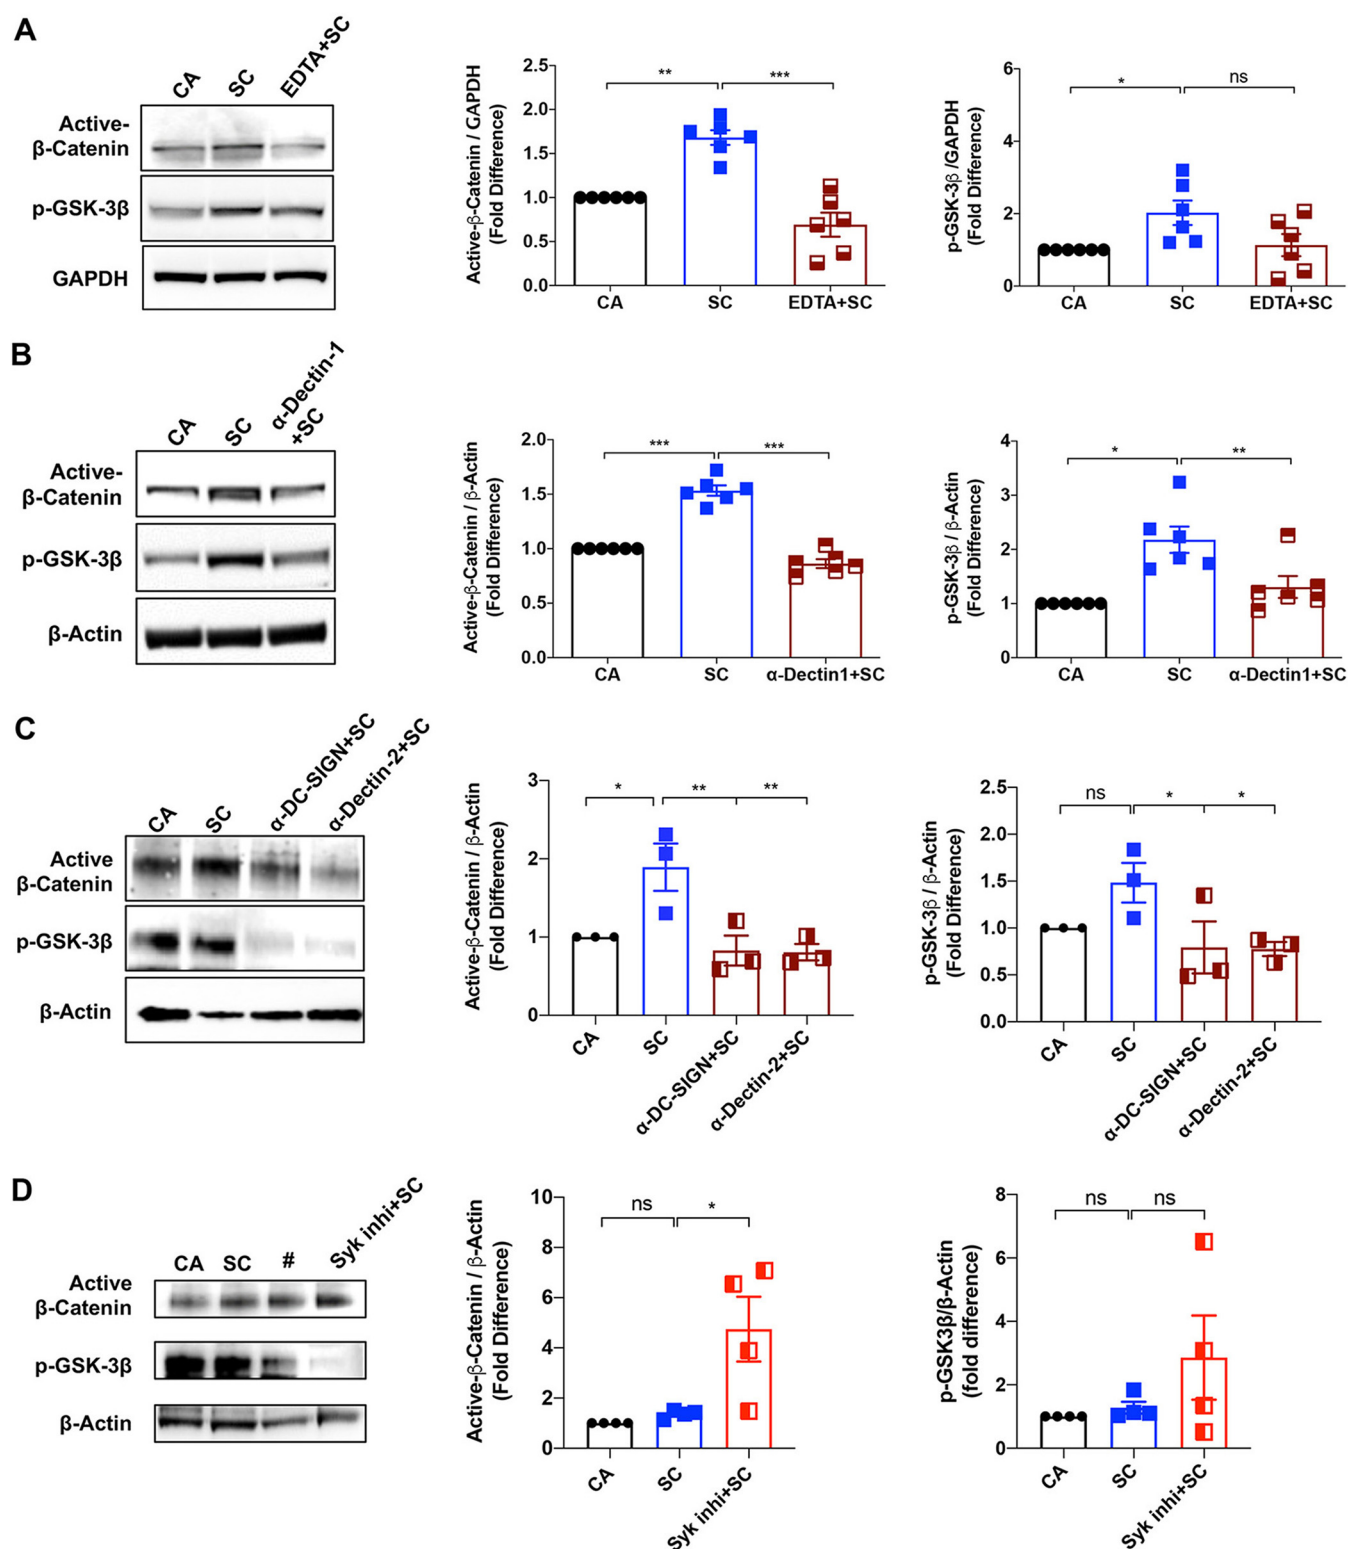 A
CA
SC
EDTA+SC
Active-
β-Catenin
p-GSK-3β
GAPDH
Active-β-Catenin / GAPDH
(Fold Difference)
2.5
2.0
1.5
1.0
0.5
0.0
**
***
CA
SC
EDTA+SC
p-GSK-3β /GAPDH
(Fold Difference)
6
4
2
0
*
ns
CA
SC
EDTA+SC
B
CA
SC
α-Dectin-1
+SC
Active-
β-Catenin
p-GSK-3β
β-Actin
Active-β-Catenin / β-Actin
(Fold Difference)
2.0
1.5
1.0
0.5
0.0
***
***
CA
SC
α-Dectin1+SC
p-GSK-3β / β-Actin
(Fold Difference)
4
3
2
1
0
*
**
CA
SC
α-Dectin1+SC
C
CA
SC
α-DC-SIGN+SC
α-Dectin-2+SC
Active
β-Catenin
p-GSK-3β
β-Actin
Active-β-Catenin / β-Actin
(Fold Difference)
3
2
1
0
*
**
**
CA
SC
α-DC-SIGN+SC
α-Dectin-2+SC
p-GSK-3β / β-Actin
(Fold Difference)
2.5
2.0
1.5
1.0
0.5
0.0
ns
*
*
CA
SC
α-DC-SIGN+SC
α-Dectin-2+SC
D
CA
SC
#
Syk inhi+SC
Active
β-Catenin
p-GSK-3β
β-Actin
Active-β-Catenin / β-Actin
(Fold Difference)
10
8
6
4
2
0
ns
*
CA
SC
Syk inhi+SC
p-GSK3β/β-Actin
(fold difference)
8
6
4
2
0
ns
ns
CA
SC
Syk inhi+SC